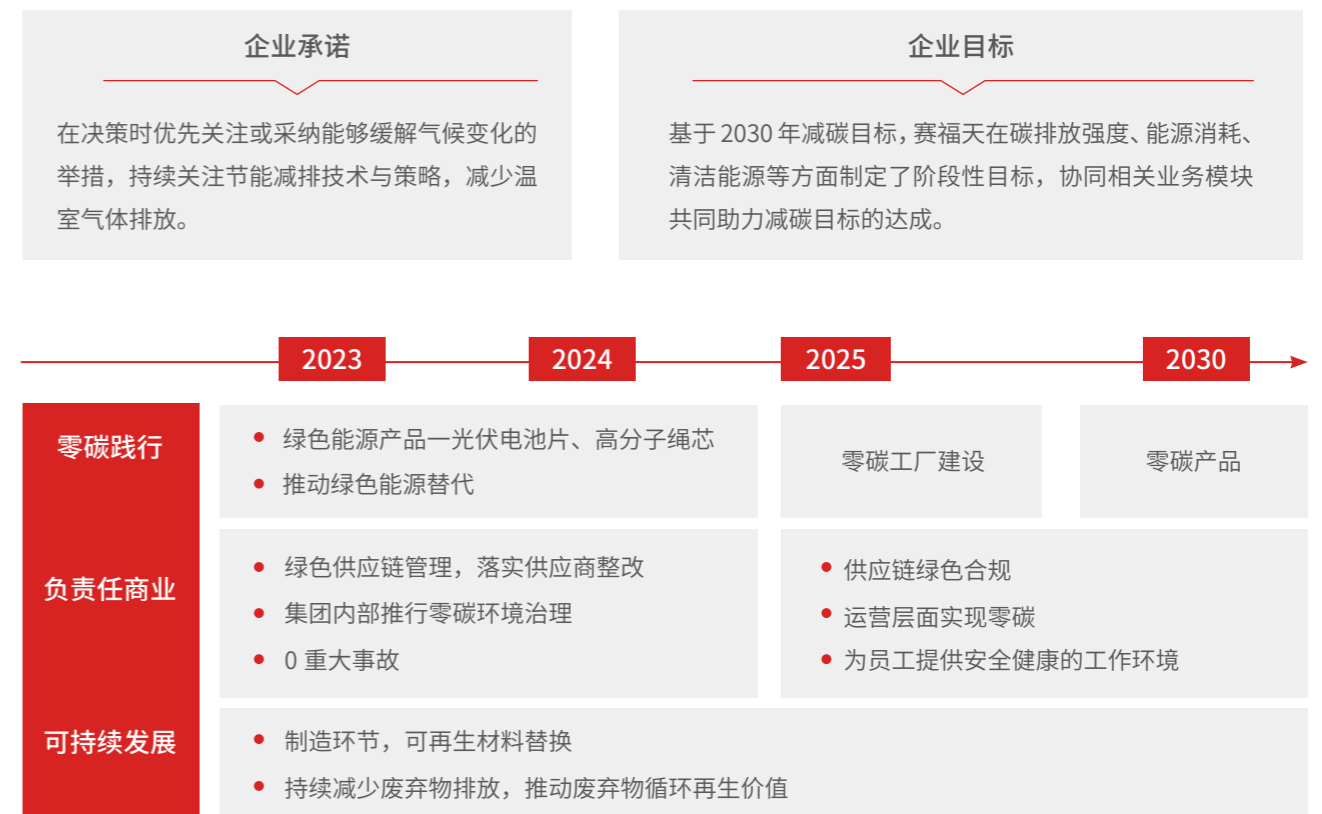 企业承诺
在决策时优先关注或采纳能够缓解气候变化的
举措，持续关注节能减排技术与策略，减少温
室气体排放。
企业目标
基于 2030 年减碳目标，赛福天在碳排放强度、能源消耗、
清洁能源等方面制定了阶段性目标，协同相关业务模块
共同助力减碳目标的达成。
2023
2024
2025
2030
零碳践行
• 绿色能源产品一光伏电池片、高分子绳芯
• 推动绿色能源替代
零碳工厂建设
零碳产品
负责任商业
• 绿色供应链管理，落实供应商整改
• 集团内部推行零碳环境治理
• 0 重大事故
• 供应链绿色合规
• 运营层面实现零碳
• 为员工提供安全健康的工作环境
可持续发展
• 制造环节，可再生材料替换
• 持续减少废弃物排放，推动废弃物循环再生价值